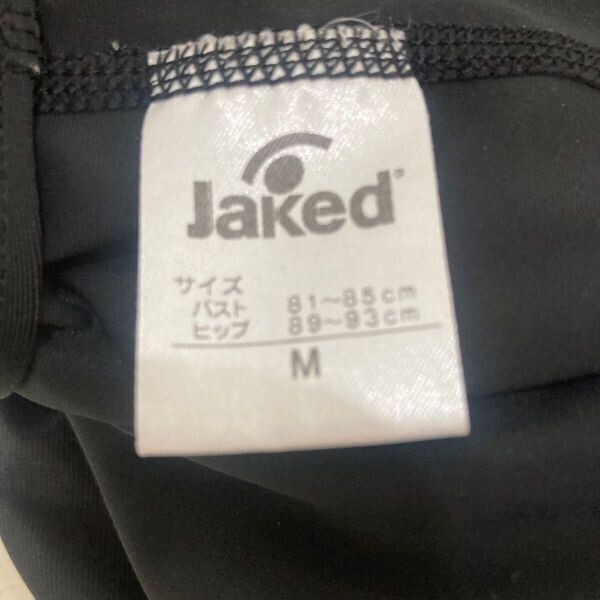 Jaked
サイズ
バスト 81～85cm
ヒップ 89～93cm
M